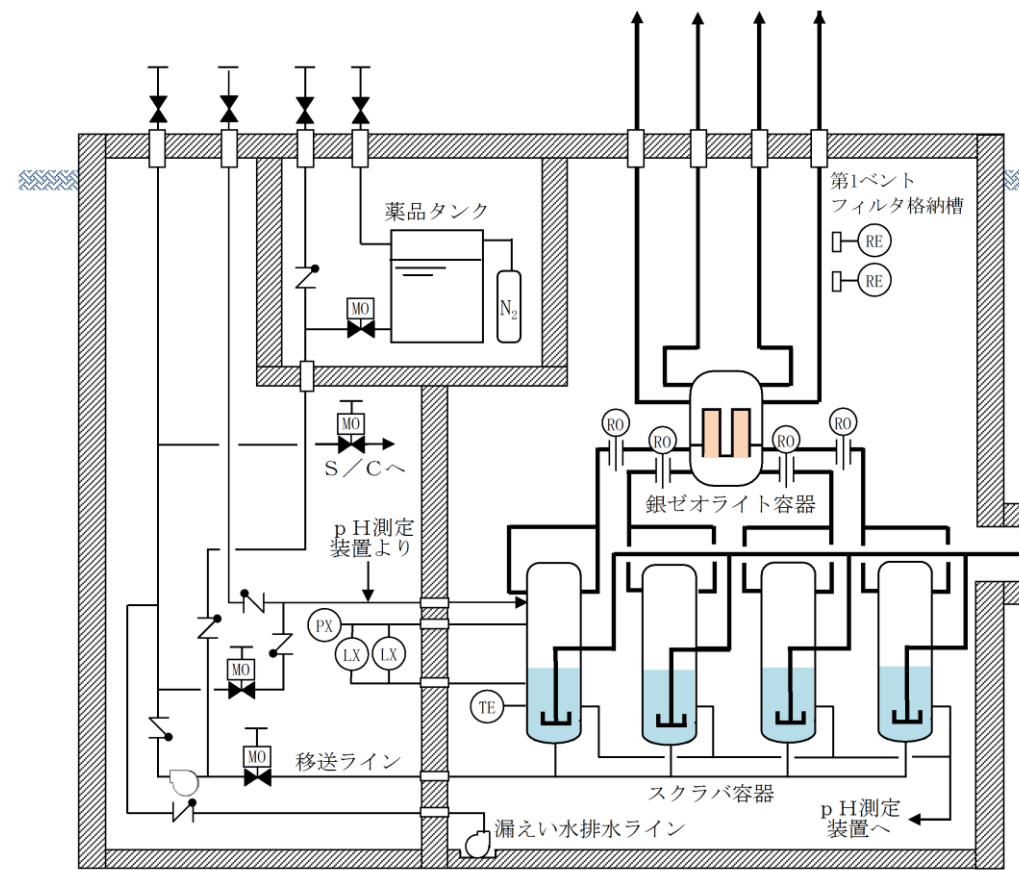 第1ベント
フィルタ格納槽
RE
RE
薬品タンク
N₂
MO
MO
S/Cへ
RO
RO
RO
RO
銀ゼオライト容器
pH測定
装置より
PX
LX
LX
MO
TE
MO
移送ライン
スクラバ容器
pH測定
装置へ
漏えい水排水ライン